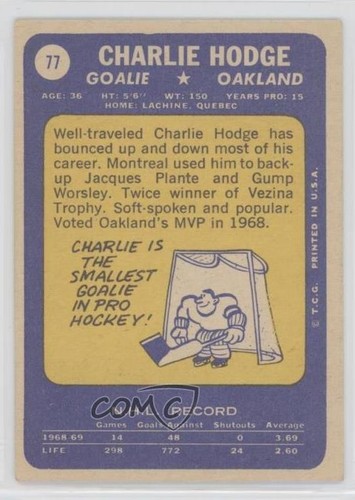 77
CHARLIE HODGE
GOALIE ★ OAKLAND
AGE: 36 HT: 5'6" WT: 150 YEARS PRO: 15
HOME: LACHINE, QUEBEC
Well-traveled Charlie Hodge has
bounced up and down most of his
career. Montreal used him to back-
up Jacques Plante and Gump
Worsley. Twice winner of Vezina
Trophy. Soft-spoken and popular.
Voted Oakland's MVP in 1968.
CHARLIE IS
THE
SMALLEST
GOALIE
IN PRO
HOCKEY!
© T.C.G. PRINTED IN U.S.A.
COMC
N.H.L. RECORD
Games Goals Against Shutouts Average
1968-69 14 48 0 3.69
LIFE 298 772 24 2.60